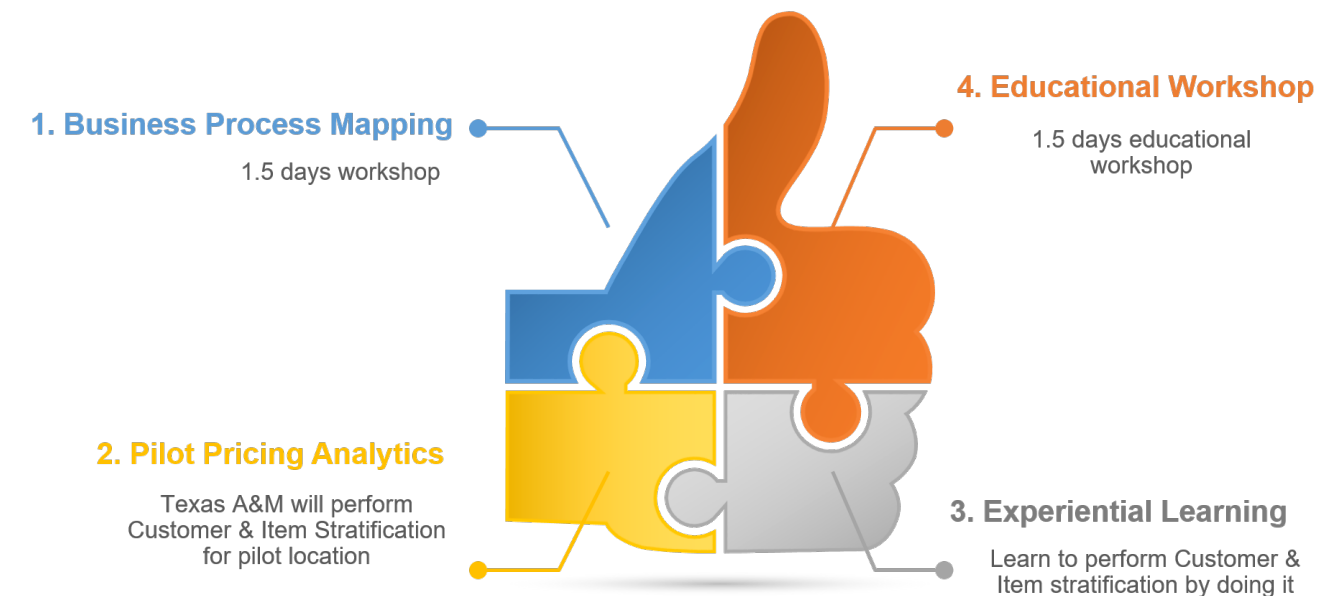 1. Business Process Mapping
1.5 days workshop
2. Pilot Pricing Analytics
Texas A&M will perform
Customer & Item Stratification
for pilot location
3. Experiential Learning
Learn to perform Customer &
Item stratification by doing it
4. Educational Workshop
1.5 days educational
workshop